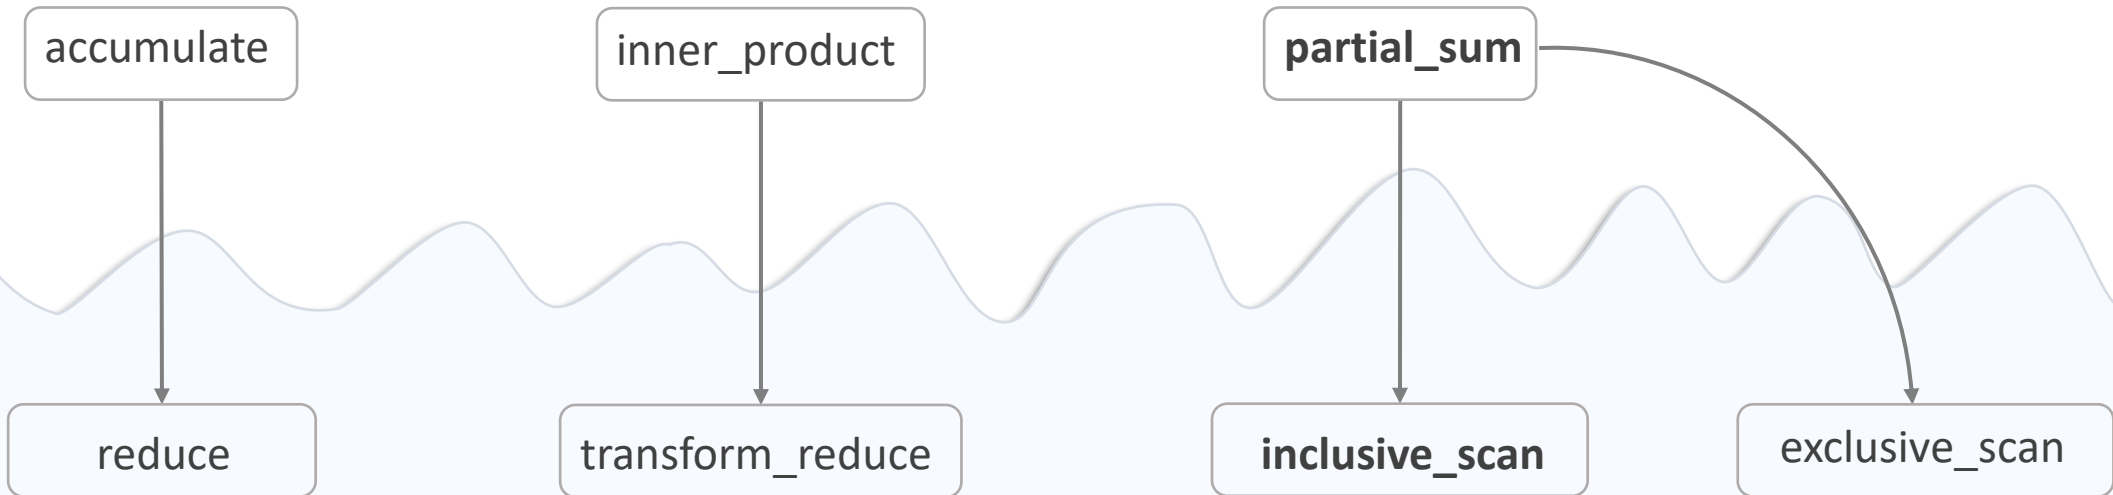 accumulate
inner_product
partial_sum
reduce
transform_reduce
inclusive_scan
exclusive_scan